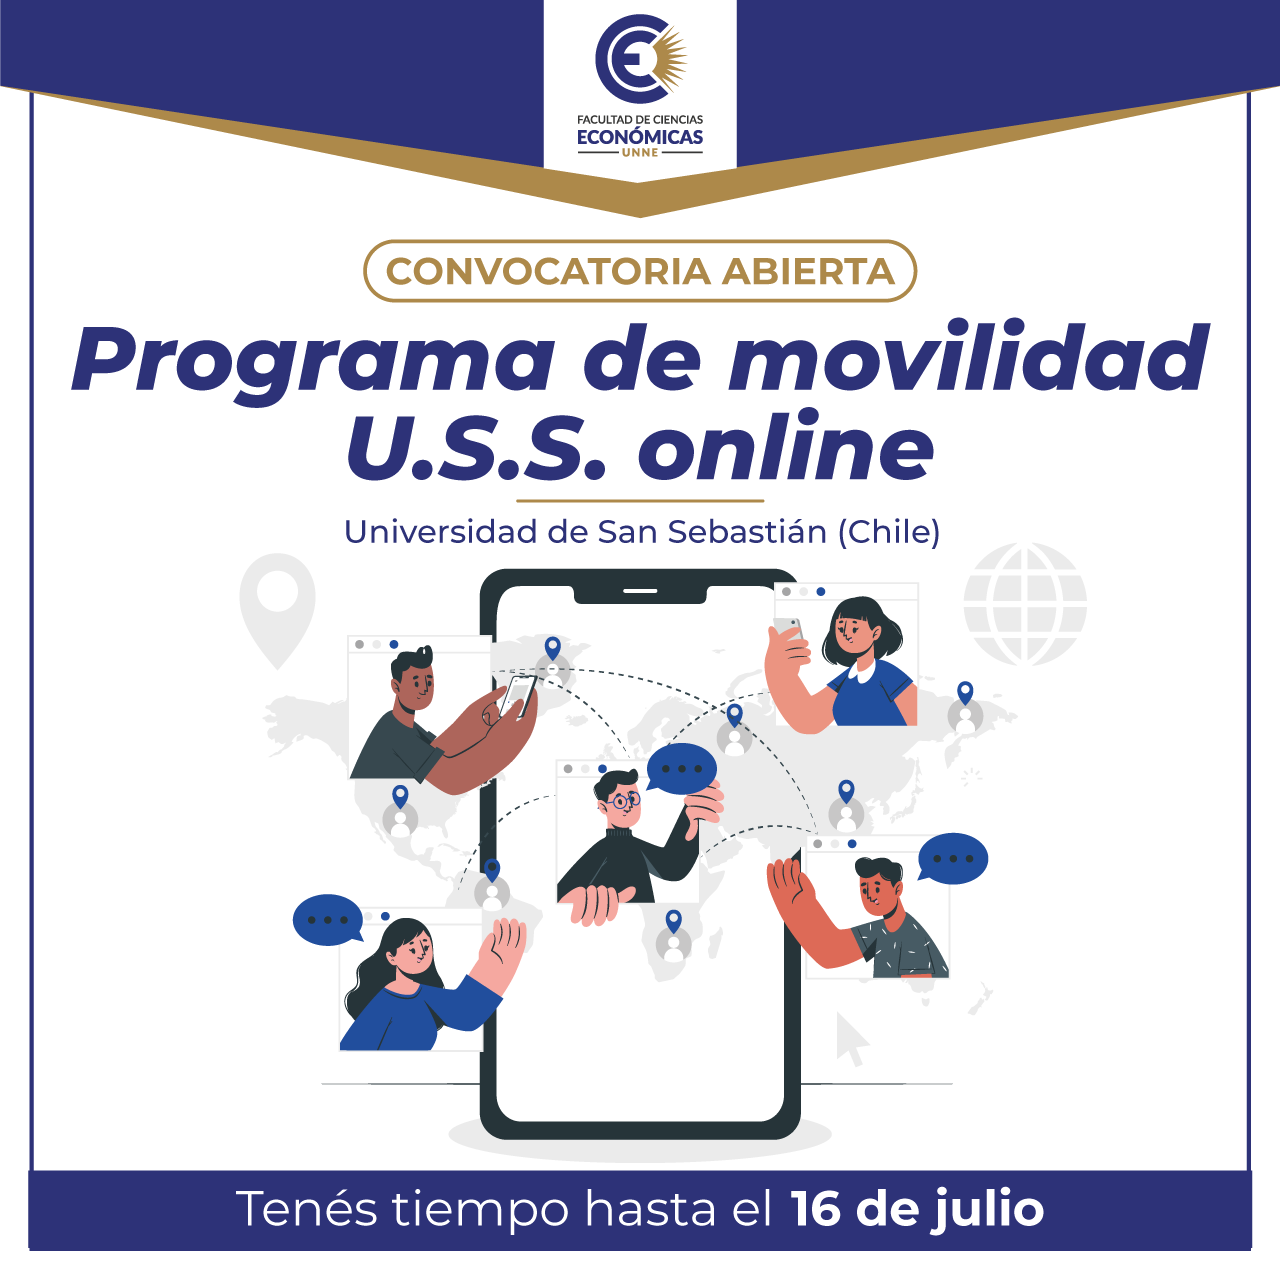 FACULTAD DE CIENCIAS
ECONÓMICAS
UNNE
CONVOCATORIA ABIERTA
Programa de movilidad
U.S.S. online
Universidad de San Sebastián (Chile)
Tenés tiempo hasta el 16 de julio